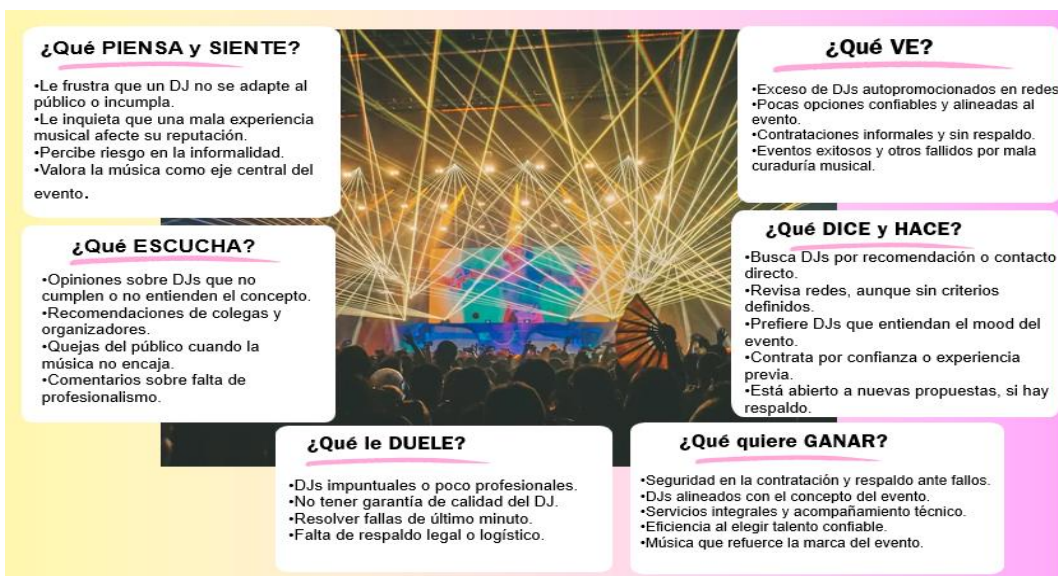 ¿Qué PIENSA y SIENTE?
•Le frustra que un DJ no se adapte al
público o incumpla.
•Le inquieta que una mala experiencia
musical afecte su reputación.
•Percibe riesgo en la informalidad.
•Valora la música como eje central del
evento.
¿Qué VE?
•Exceso de DJs autopromocionados en redes
•Pocas opciones confiables y alineadas al
evento.
•Contrataciones informales y sin respaldo.
•Eventos exitosos y otros fallidos por mala
curaduría musical.
¿Qué ESCUCHA?
•Opiniones sobre DJs que no
cumplen o no entienden el concepto.
•Recomendaciones de colegas y
organizadores.
•Quejas del público cuando la
música no encaja.
•Comentarios sobre falta de
profesionalismo.
¿Qué DICE y HACE?
•Busca DJs por recomendación o contacto
directo.
•Revisa redes, aunque sin criterios
definidos.
•Prefiere DJs que entiendan el mood del
evento.
•Contrata por confianza o experiencia
previa.
•Está abierto a nuevas propuestas, si hay
respaldo.
¿Qué le DUELE?
•DJs impuntuales o poco profesionales.
•No tener garantía de calidad del DJ.
•Resolver fallas de último minuto.
•Falta de respaldo legal o logístico.
¿Qué quiere GANAR?
•Seguridad en la contratación y respaldo ante fallos.
•DJs alineados con el concepto del evento.
•Servicios integrales y acompañamiento técnico.
•Eficiencia al elegir talento confiable.
•Música que refuerce la marca del evento.